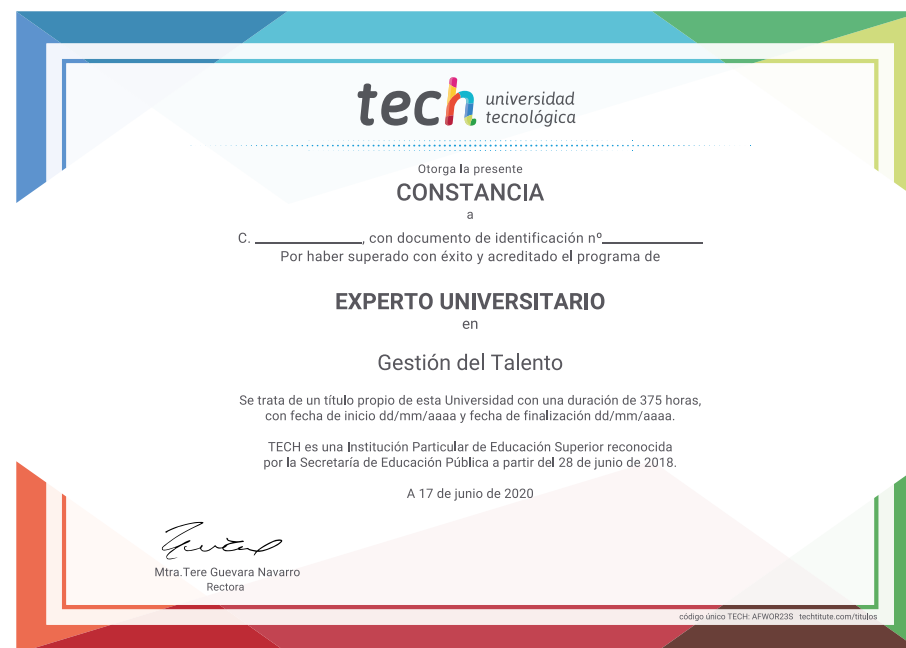 tech universidad
tecnológica
Otorga la presente
CONSTANCIA
a
C. ____________, con documento de identificación nº____________
Por haber superado con éxito y acreditado el programa de
EXPERTO UNIVERSITARIO
en
Gestión del Talento
Se trata de un título propio de esta Universidad con una duración de 375 horas,
con fecha de inicio dd/mm/aaaa y fecha de finalización dd/mm/aaaa.
TECH es una Institución Particular de Educación Superior reconocida
por la Secretaría de Educación Pública a partir del 28 de junio de 2018.
A 17 de junio de 2020
Mtra.Tere Guevara Navarro
Rectora
código único TECH: AFWOR23S techtitute.com/titulos